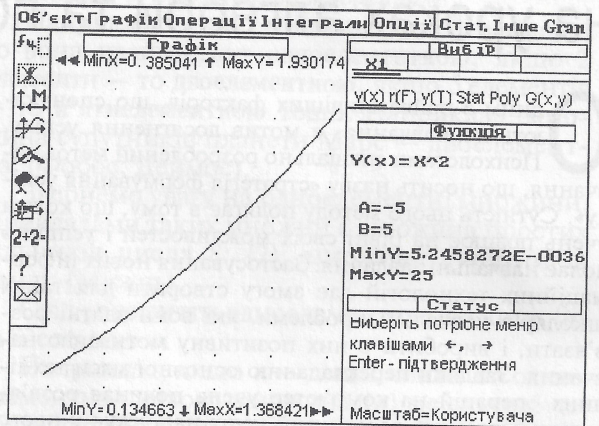 Об'єкт Графік Операції Інтеграли Опції Стат. Інше Gran
Графік
◄◄ MinX=0.385041 ↑ MaxY=1.930174
2+2=
?
MinY=0.134663 ↓ MaxX=1.368421►►
Вибір
X1
y(x) r(F) y(T) Stat Poly G(x,y)
Функція
Y(x)=X^2
A=-5
B=5
MinY=5.2458272E-0036
MaxY=25
Статус
Виберіть потрібне меню
клавішами ←, →
Enter- Підтвердження
Масштаб=Користувача